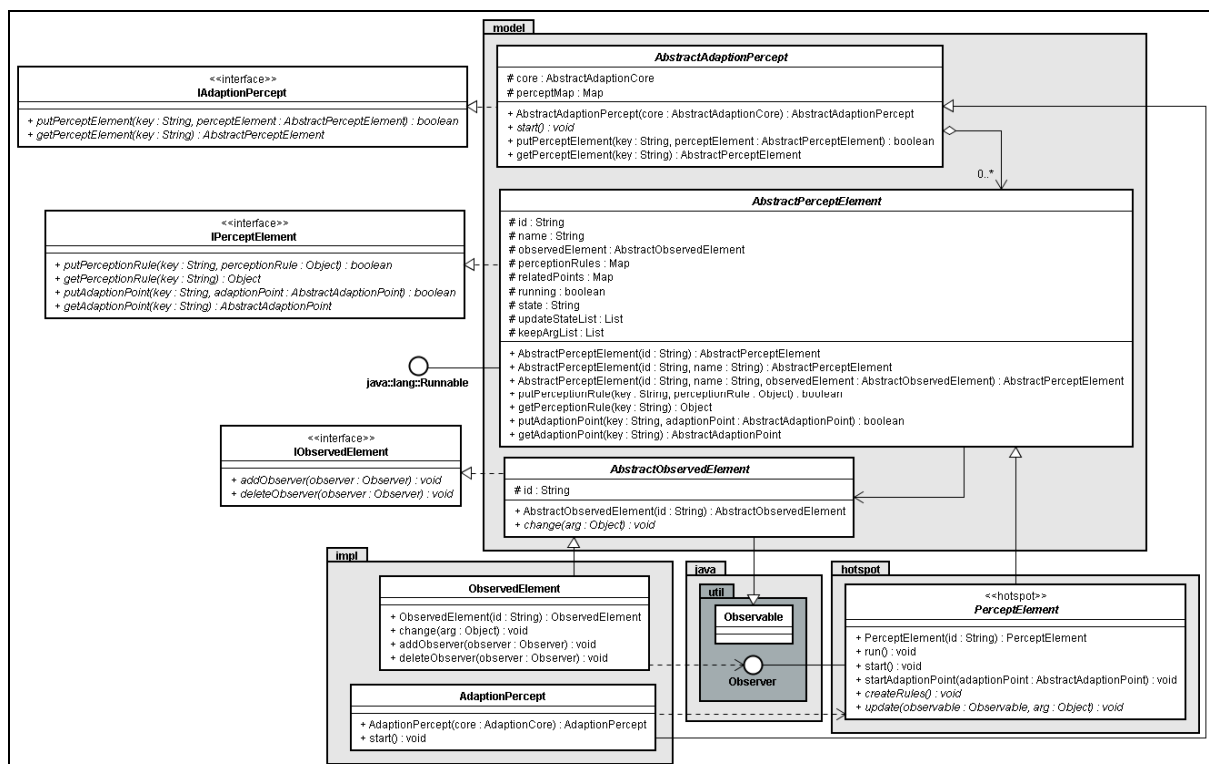 model
AbstractAdaptionPercept
# core : AbstractAdaptionCore
# perceptMap : Map
+ AbstractAdaptionPercept(core : AbstractAdaptionCore) : AbstractAdaptionPercept
+ start() : void
+ putPerceptElement(key : String, perceptElement : AbstractPerceptElement) : boolean
+ getPerceptElement(key : String) : AbstractPerceptElement
<<interface>>
IAdaptionPercept
+ putPerceptElement(key : String, perceptElement : AbstractPerceptElement) : boolean
+ getPerceptElement(key : String) : AbstractPerceptElement
0..*
AbstractPerceptElement
# id : String
# name : String
# observedElement : AbstractObservedElement
# perceptionRules : Map
# relatedPoints : Map
# running : boolean
# state : String
# updateStateList : List
# keepArgList : List
+ AbstractPerceptElement(id : String) : AbstractPerceptElement
+ AbstractPerceptElement(id : String, name : String) : AbstractPerceptElement
+ AbstractPerceptElement(id : String, name : String, observedElement : AbstractObservedElement) : AbstractPerceptElement
+ putPerceptionRule(key : String, perceptionRule : Object) : boolean
+ getPerceptionRule(key : String) : Object
+ putAdaptionPoint(key : String, adaptionPoint : AbstractAdaptionPoint) : boolean
+ getAdaptionPoint(key : String) : AbstractAdaptionPoint
<<interface>>
IPerceptElement
+ putPerceptionRule(key : String, perceptionRule : Object) : boolean
+ getPerceptionRule(key : String) : Object
+ putAdaptionPoint(key : String, adaptionPoint : AbstractAdaptionPoint) : boolean
+ getAdaptionPoint(key : String) : AbstractAdaptionPoint
java::lang::Runnable
<<interface>>
IObservedElement
+ addObserver(observer : Observer) : void
+ deleteObserver(observer : Observer) : void
AbstractObservedElement
# id : String
+ AbstractObservedElement(id : String) : AbstractObservedElement
+ change(arg : Object) : void
impl
ObservedElement
+ ObservedElement(id : String) : ObservedElement
+ change(arg : Object) : void
+ addObserver(observer : Observer) : void
+ deleteObserver(observer : Observer) : void
AdaptionPercept
+ AdaptionPercept(core : AdaptionCore) : AdaptionPercept
+ start() : void
java
util
Observable
Observer
hotspot
<<hotspot>>
PerceptElement
+ PerceptElement(id : String) : PerceptElement
+ run() : void
+ start() : void
+ startAdaptionPoint(adaptionPoint : AbstractAdaptionPoint) : void
+ createRules() : void
+ update(observable : Observable, arg : Object) : void